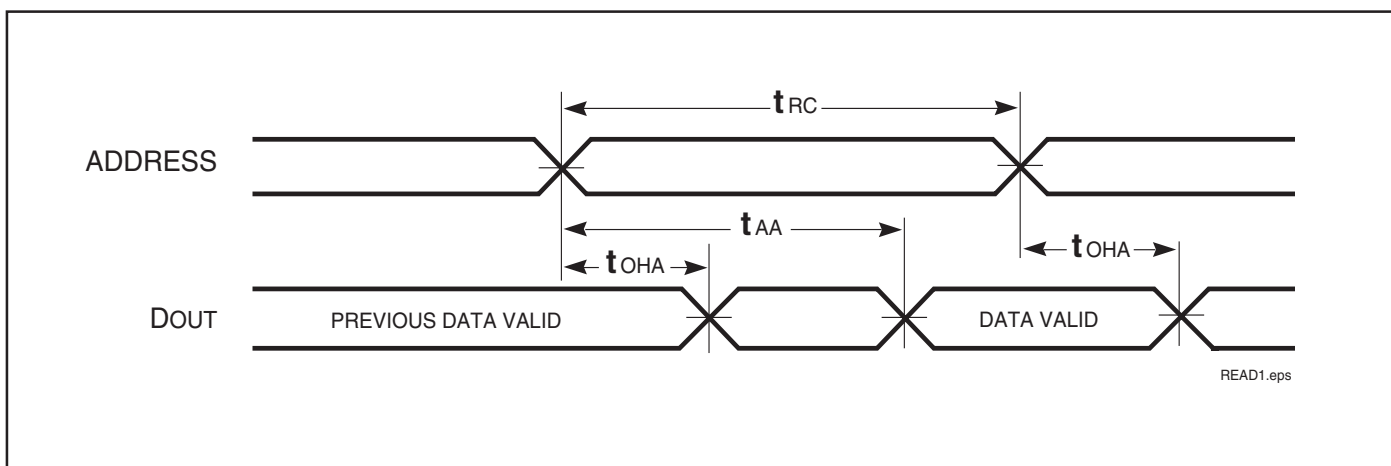 tRC
ADDRESS
tAA
tOHA
tOHA
DOUT
PREVIOUS DATA VALID
DATA VALID
READ1.eps